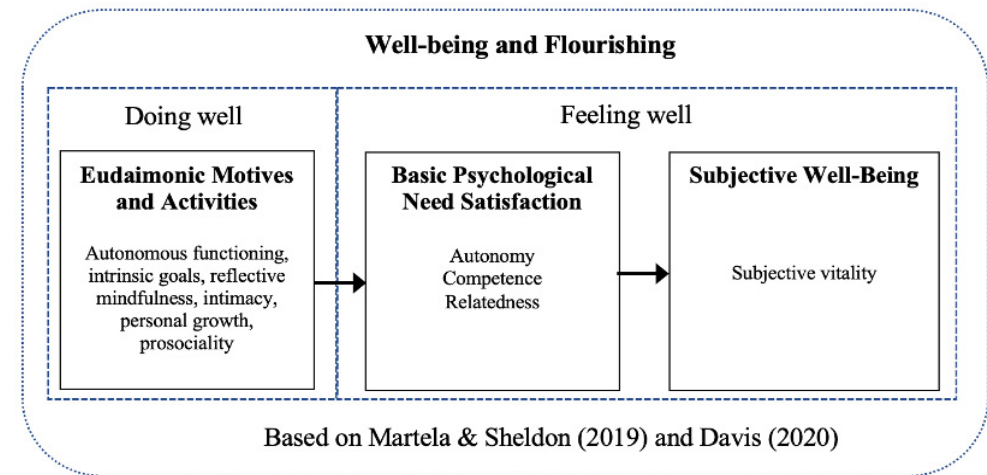 Well-being and Flourishing
Doing well
Feeling well
Eudaimonic Motives
and Activities
Autonomous functioning,
intrinsic goals, reflective
mindfulness, intimacy,
personal growth,
prosociality
Basic Psychological
Need Satisfaction
Autonomy
Competence
Relatedness
Subjective Well-Being
Subjective vitality
Based on Martela & Sheldon (2019) and Davis (2020)